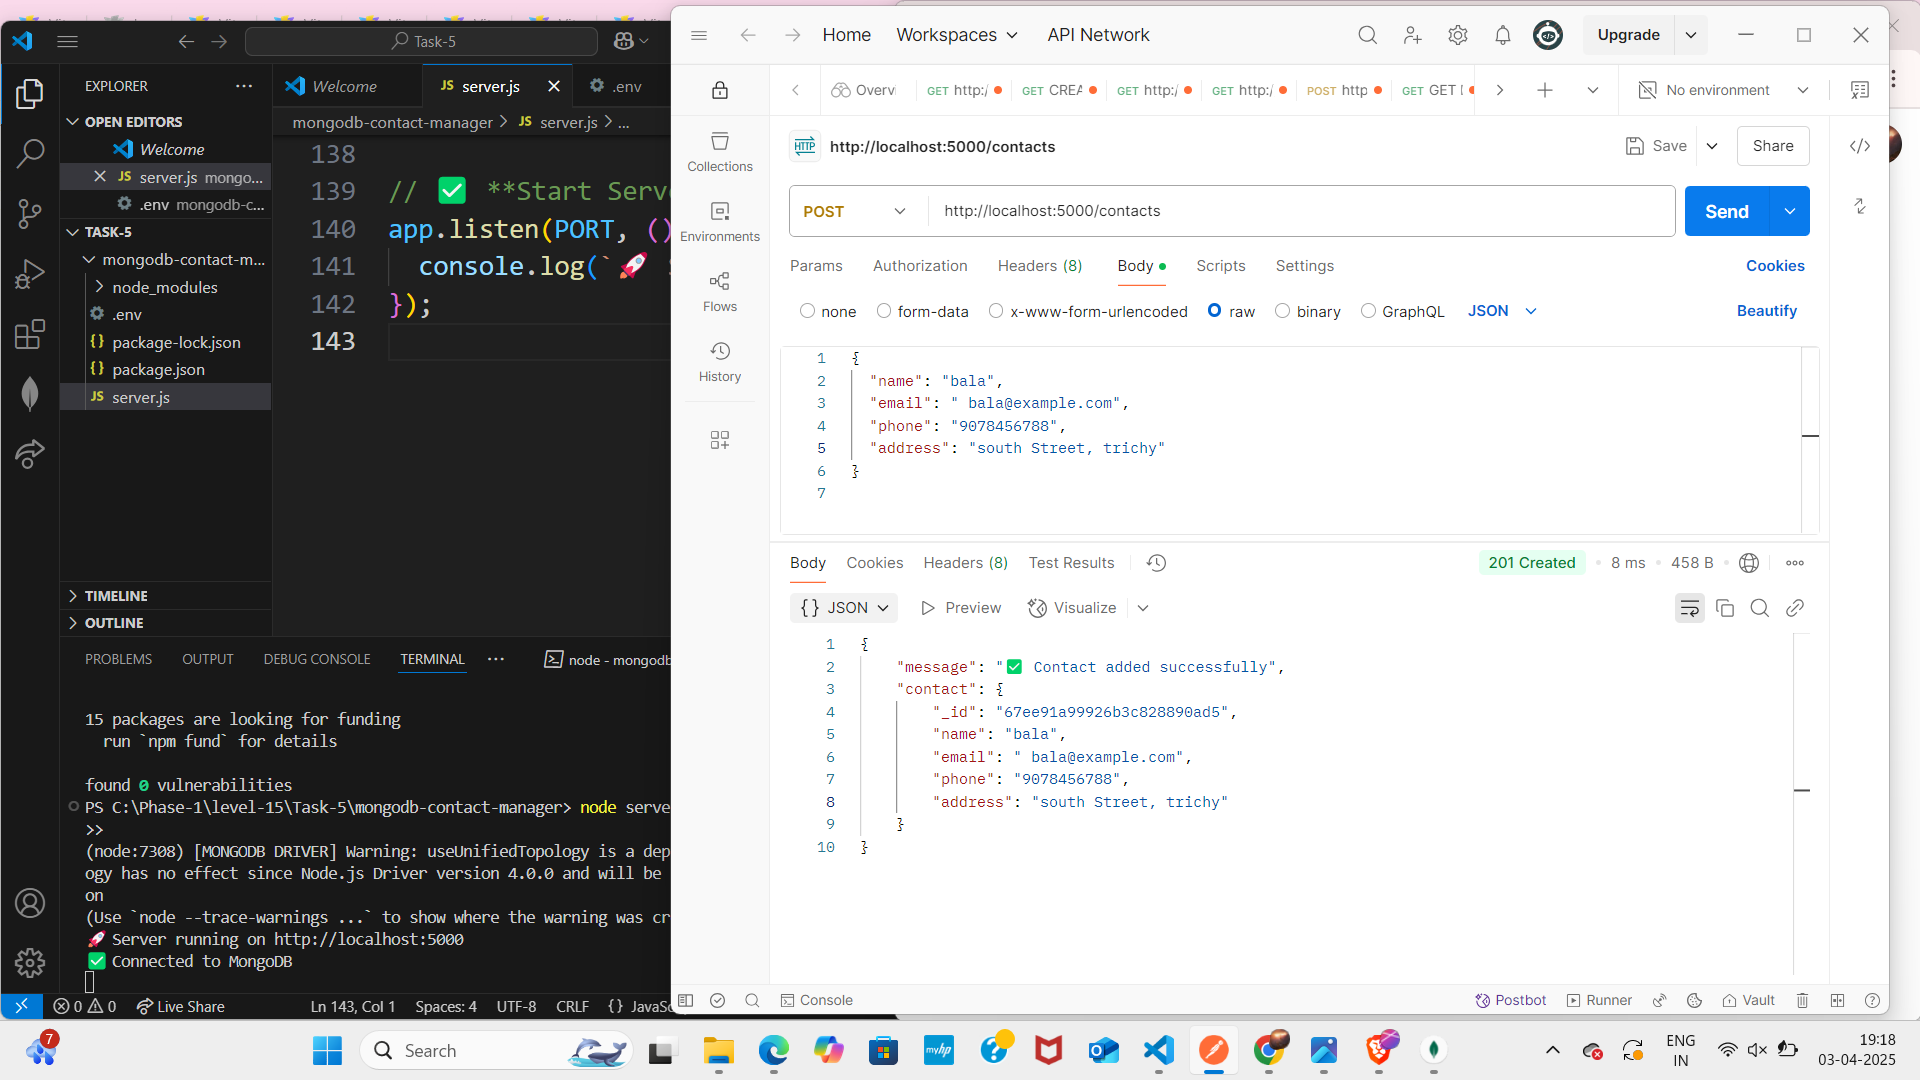 Task-5
EXPLORER
OPEN EDITORS
Welcome
JS server.js mongo...
.env mongodb-c...
TASK-5
mongodb-contact-m...
node_modules
.env
{} package-lock.json
{} package.json
JS server.js
TIMELINE
OUTLINE
Welcome
JS server.js
.env
mongodb-contact-manager > JS server.js > ...
138
139 // ✅ **Start Serve
140 app.listen(PORT, ()
141 console.log(`🚀 S
142 });
143
PROBLEMS
OUTPUT
DEBUG CONSOLE
TERMINAL
node - mongodb
15 packages are looking for funding
run `npm fund` for details
found 0 vulnerabilities
PS C:\Phase-1\level-15\Task-5\mongodb-contact-manager> node serve
>>
(node:7308) [MONGODB DRIVER] Warning: useUnifiedTopology is a dep
ogy has no effect since Node.js Driver version 4.0.0 and will be
on
(Use `node --trace-warnings ...` to show where the warning was cr
🚀 Server running on http://localhost:5000
✅ Connected to MongoDB
0 0 Live Share Ln 143, Col 1 Spaces: 4 UTF-8 CRLF {} JavaSc
Home Workspaces API Network Upgrade
Overv GET http:/ GET CREA GET http:/ GET http:/ POST http GET GET [ No environment
Collections
Environments
Flows
History
HTTP http://localhost:5000/contacts Save Share
POST http://localhost:5000/contacts Send
Params Authorization Headers (8) Body Scripts Settings Cookies
none form-data x-www-form-urlencoded raw binary GraphQL JSON Beautify
1 {
2 "name": "bala",
3 "email": " bala@example.com",
4 "phone": "9078456788",
5 "address": "south Street, trichy"
6 }
7
Body Cookies Headers (8) Test Results 201 Created 8 ms 458 B
{} JSON Preview Visualize
1 {
2 "message": "✅ Contact added successfully",
3 "contact": {
4 "_id": "67ee91a99926b3c828890ad5",
5 "name": "bala",
6 "email": " bala@example.com",
7 "phone": "9078456788",
8 "address": "south Street, trichy"
9 }
10 }
Console Postbot Runner Vault
7
Search
myhp
ENG
IN
19:18
03-04-2025